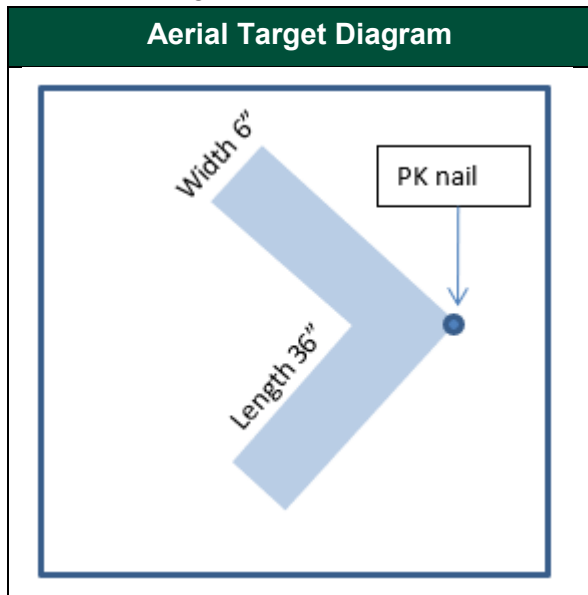 Aerial Target Diagram
Width 6”
PK nail
Length 36”